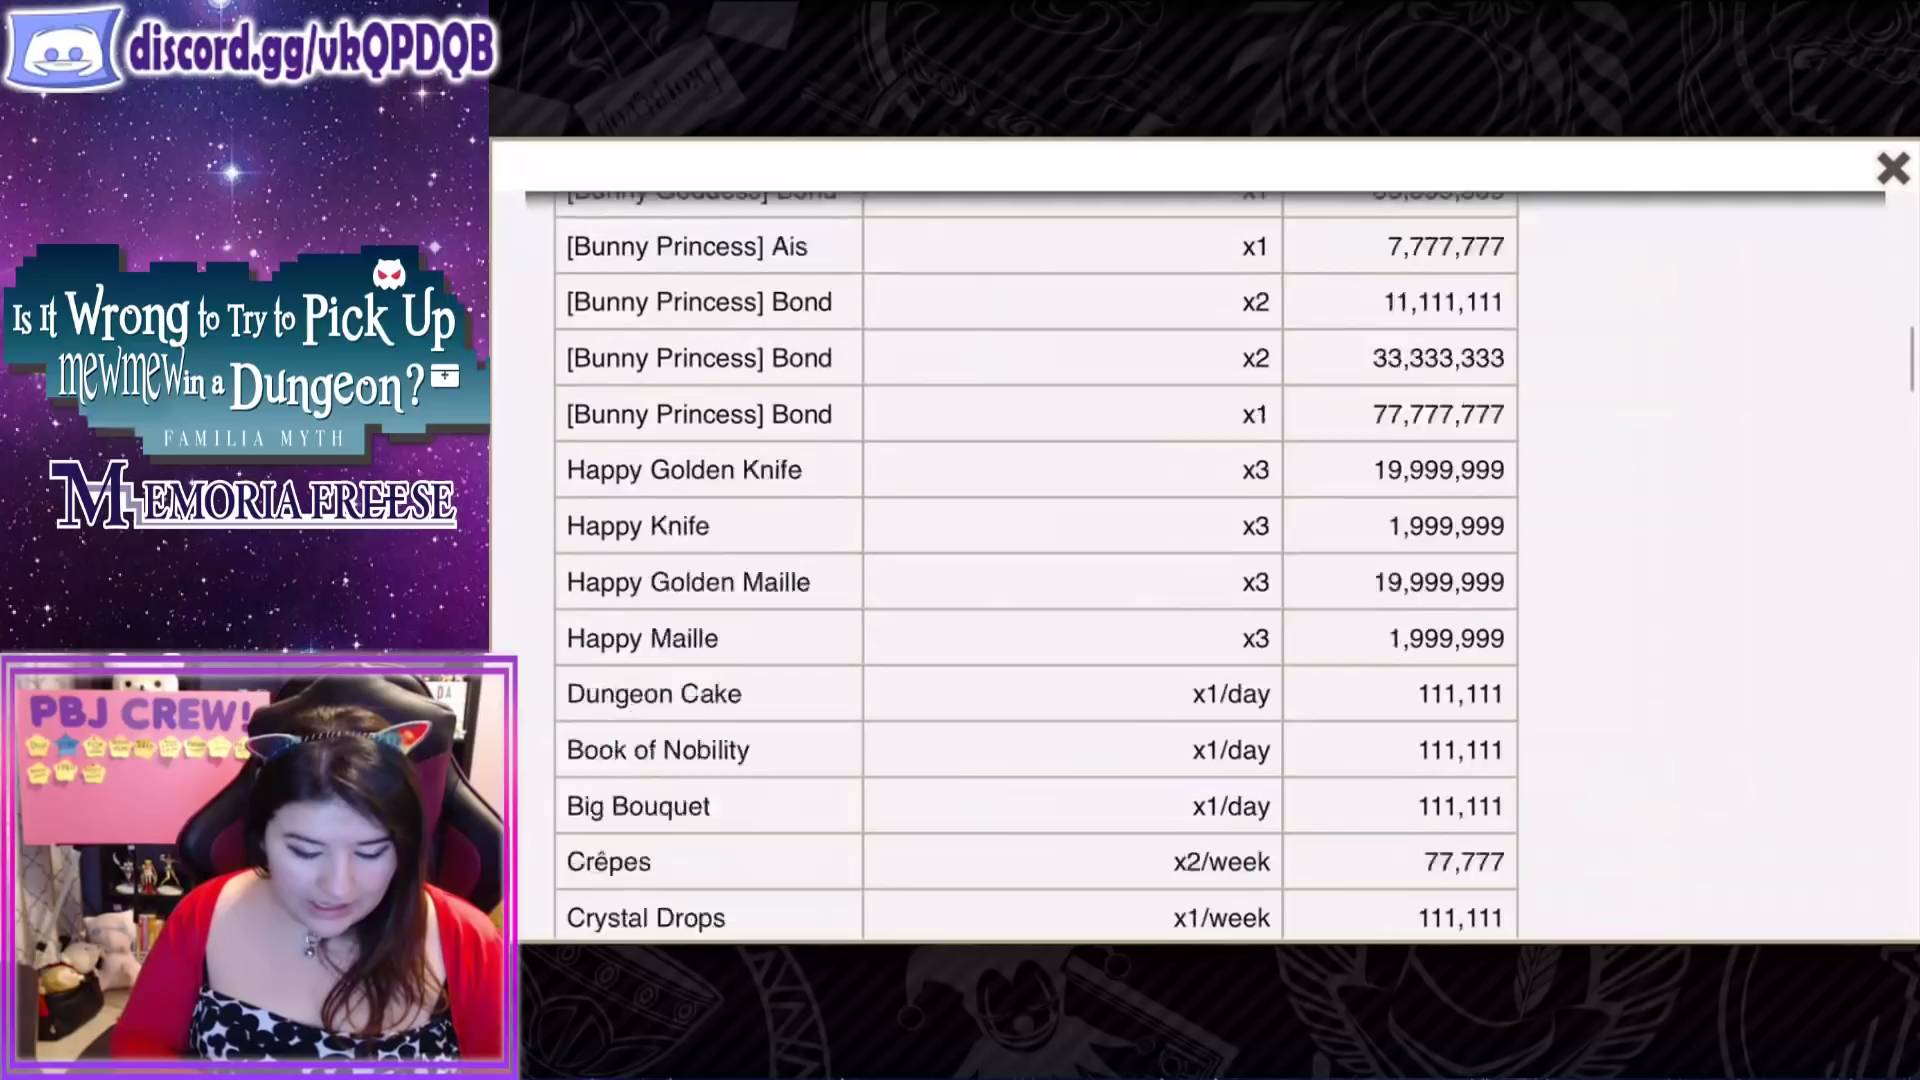 discord.gg/vkQPDQB
Is It Wrong to Try to Pick Up
mewmew in a Dungeon?
FAMILIA MYTH
MEMORIA FREESE
PBJ CREW!
DA
[Bunny Goddess] Bond x1
[Bunny Princess] Ais x1 7,777,777
[Bunny Princess] Bond x2 11,111,111
[Bunny Princess] Bond x2 33,333,333
[Bunny Princess] Bond x1 77,777,777
Happy Golden Knife x3 19,999,999
Happy Knife x3 1,999,999
Happy Golden Maille x3 19,999,999
Happy Maille x3 1,999,999
Dungeon Cake x1/day 111,111
Book of Nobility x1/day 111,111
Big Bouquet x1/day 111,111
Crêpes x2/week 77,777
Crystal Drops x1/week 111,111